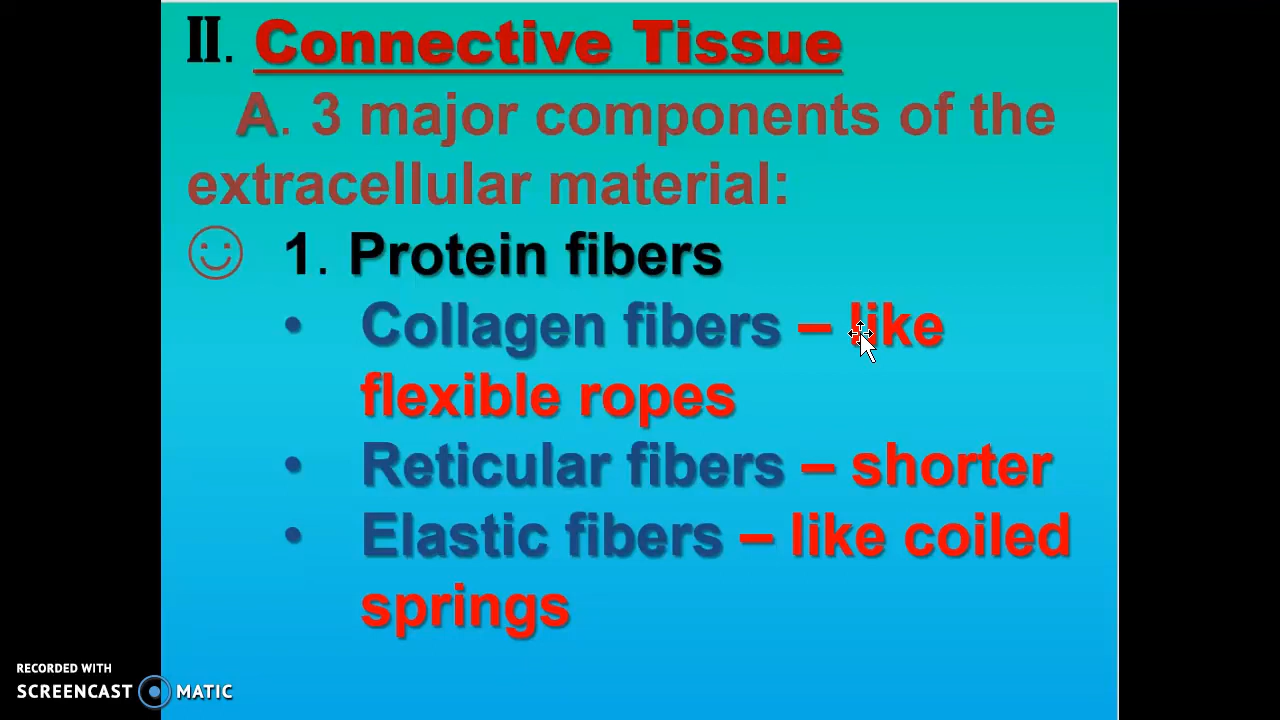 II. Connective Tissue
A. 3 major components of the
extracellular material:
1. Protein fibers
• Collagen fibers – like
flexible ropes
• Reticular fibers – shorter
• Elastic fibers – like coiled
springs
RECORDED WITH
SCREENCAST MATIC